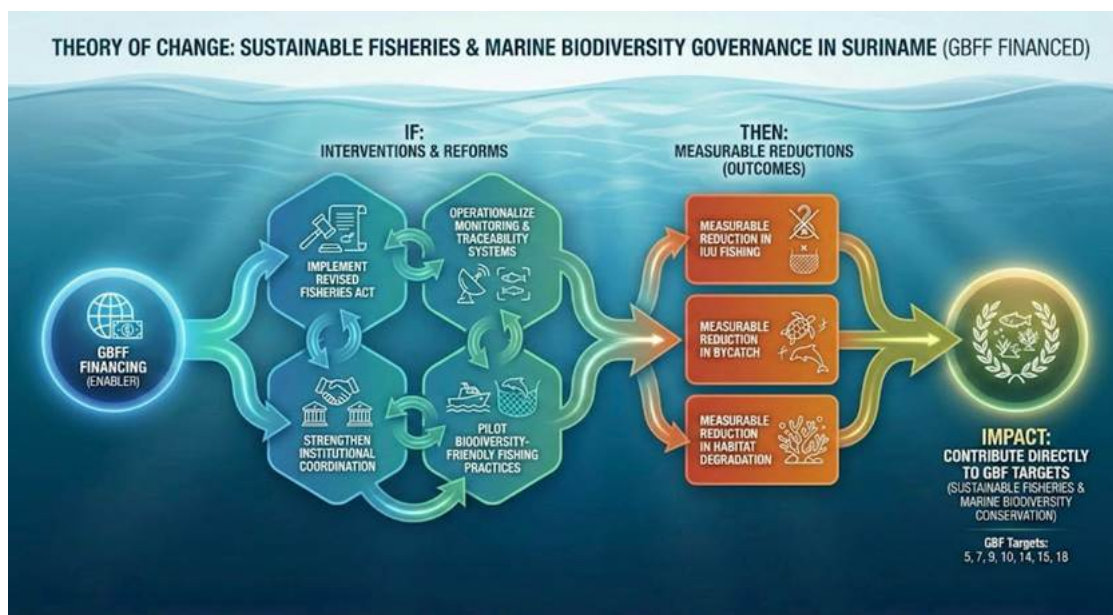 THEORY OF CHANGE: SUSTAINABLE FISHERIES & MARINE BIODIVERSITY GOVERNANCE IN SURINAME (GBFF FINANCED)
IF:
INTERVENTIONS & REFORMS
THEN:
MEASURABLE REDUCTIONS
(OUTCOMES)
GBFF
FINANCING
(ENABLER)
IMPLEMENT
REVISED
FISHERIES ACT
OPERATIONALIZE
MONITORING &
TRACEABILITY
SYSTEMS
STRENGTHEN
INSTITUTIONAL
COORDINATION
PILOT
BIODIVERSITY-
FRIENDLY FISHING
PRACTICES
MEASURABLE
REDUCTION IN
IUU FISHING
MEASURABLE
REDUCTION
IN BYCATCH
MEASURABLE
REDUCTION
IN HABITAT
DEGRADATION
IMPACT:
CONTRIBUTE DIRECTLY
TO GBF TARGETS
(SUSTAINABLE FISHERIES &
MARINE BIODIVERSITY
CONSERVATION)
GBF Targets:
5, 7, 9, 10, 14, 15, 18